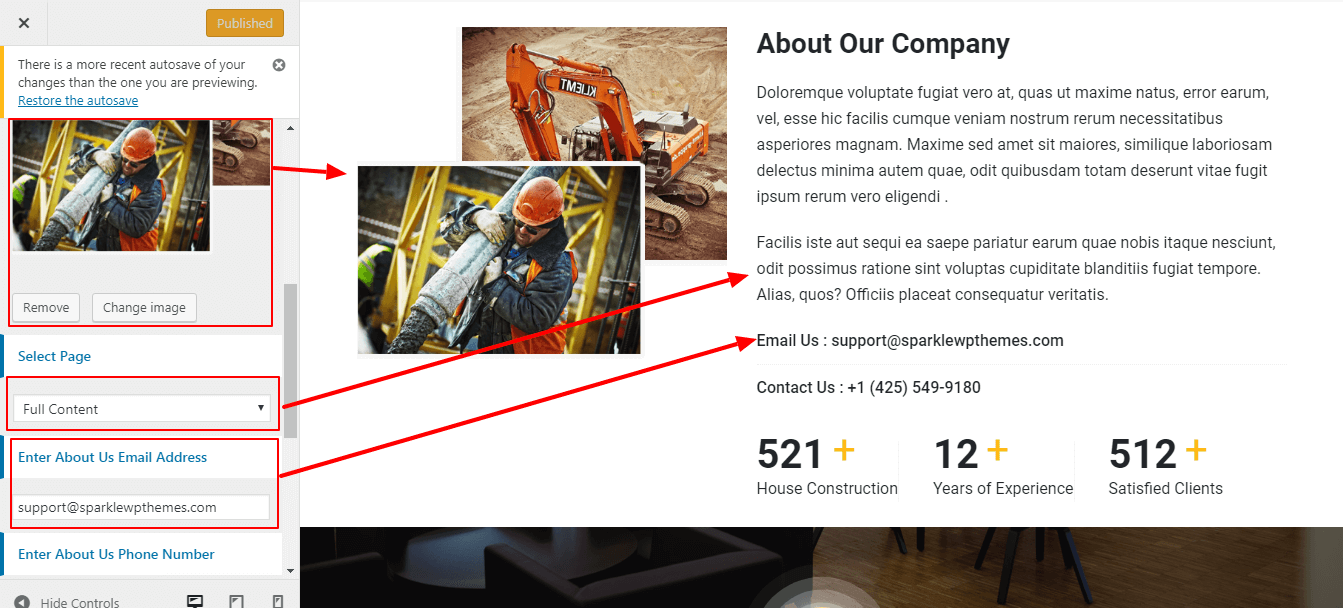 Published
There is a more recent autosave of your
changes than the one you are previewing.
Restore the autosave
Remove
Change image
Select Page
Full Content
Enter About Us Email Address
support@sparklewpthemes.com
Enter About Us Phone Number
Hide Controls
KLIEMT
About Our Company
Doloremque voluptate fugiat vero at, quas ut maxime natus, error earum,
vel, esse hic facilis cumque veniam nostrum rerum necessitatibus
asperiores magnam. Maxime sed amet sit maiores, similique laboriosam
delectus minima autem quae, odit quibusdam totam deserunt vitae fugit
ipsum rerum vero eligendi .
Facilis iste aut sequi ea saepe pariatur earum quae nobis itaque nesciunt,
odit possimus ratione sint voluptas cupiditate blanditiis fugiat tempore.
Alias, quos? Officiis placeat consequatur veritatis.
Email Us : support@sparklewpthemes.com
Contact Us : +1 (425) 549-9180
521 +
House Construction
12 +
Years of Experience
512 +
Satisfied Clients